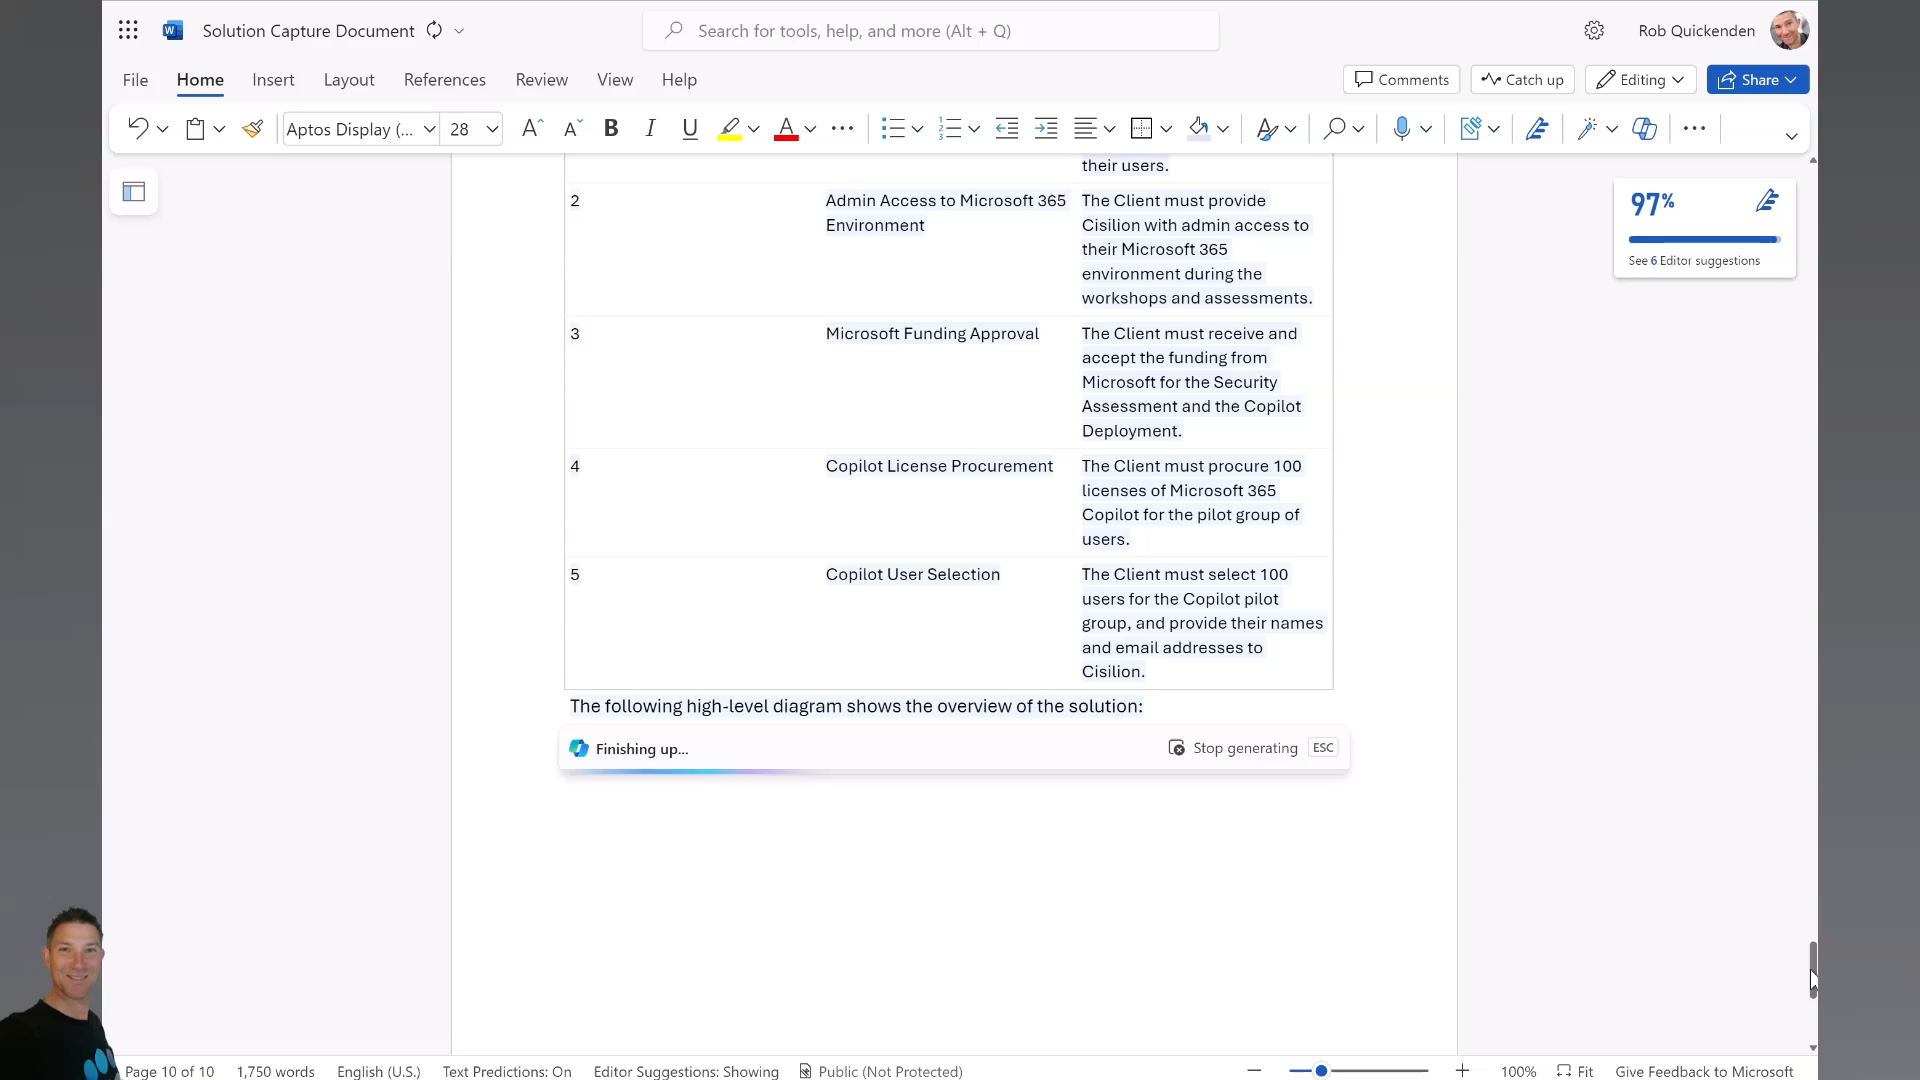 Solution Capture Document
Search for tools, help, and more (Alt + Q)
Rob Quickenden
File
Home
Insert
Layout
References
Review
View
Help
Comments
Catch up
Editing
Share
Aptos Display (...
28
their users.
2
Admin Access to Microsoft 365
Environment
The Client must provide
Cisilion with admin access to
their Microsoft 365
environment during the
workshops and assessments.
3
Microsoft Funding Approval
The Client must receive and
accept the funding from
Microsoft for the Security
Assessment and the Copilot
Deployment.
4
Copilot License Procurement
The Client must procure 100
licenses of Microsoft 365
Copilot for the pilot group of
users.
5
Copilot User Selection
The Client must select 100
users for the Copilot pilot
group, and provide their names
and email addresses to
Cisilion.
The following high-level diagram shows the overview of the solution:
Finishing up...
Stop generating
ESC
97%
See 6 Editor suggestions
Page 10 of 10
1,750 words
English (U.S.)
Text Predictions: On
Editor Suggestions: Showing
Public (Not Protected)
100%
Fit
Give Feedback to Microsoft